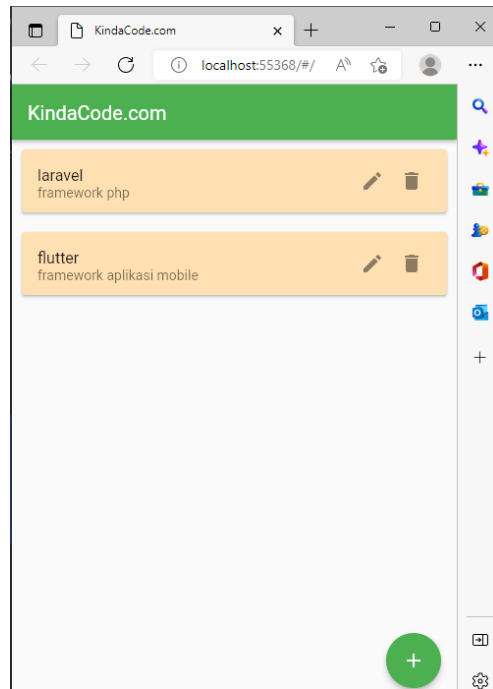 KindaCode.com
localhost:55368/#/
KindaCode.com
laravel
framework php
flutter
framework aplikasi mobile